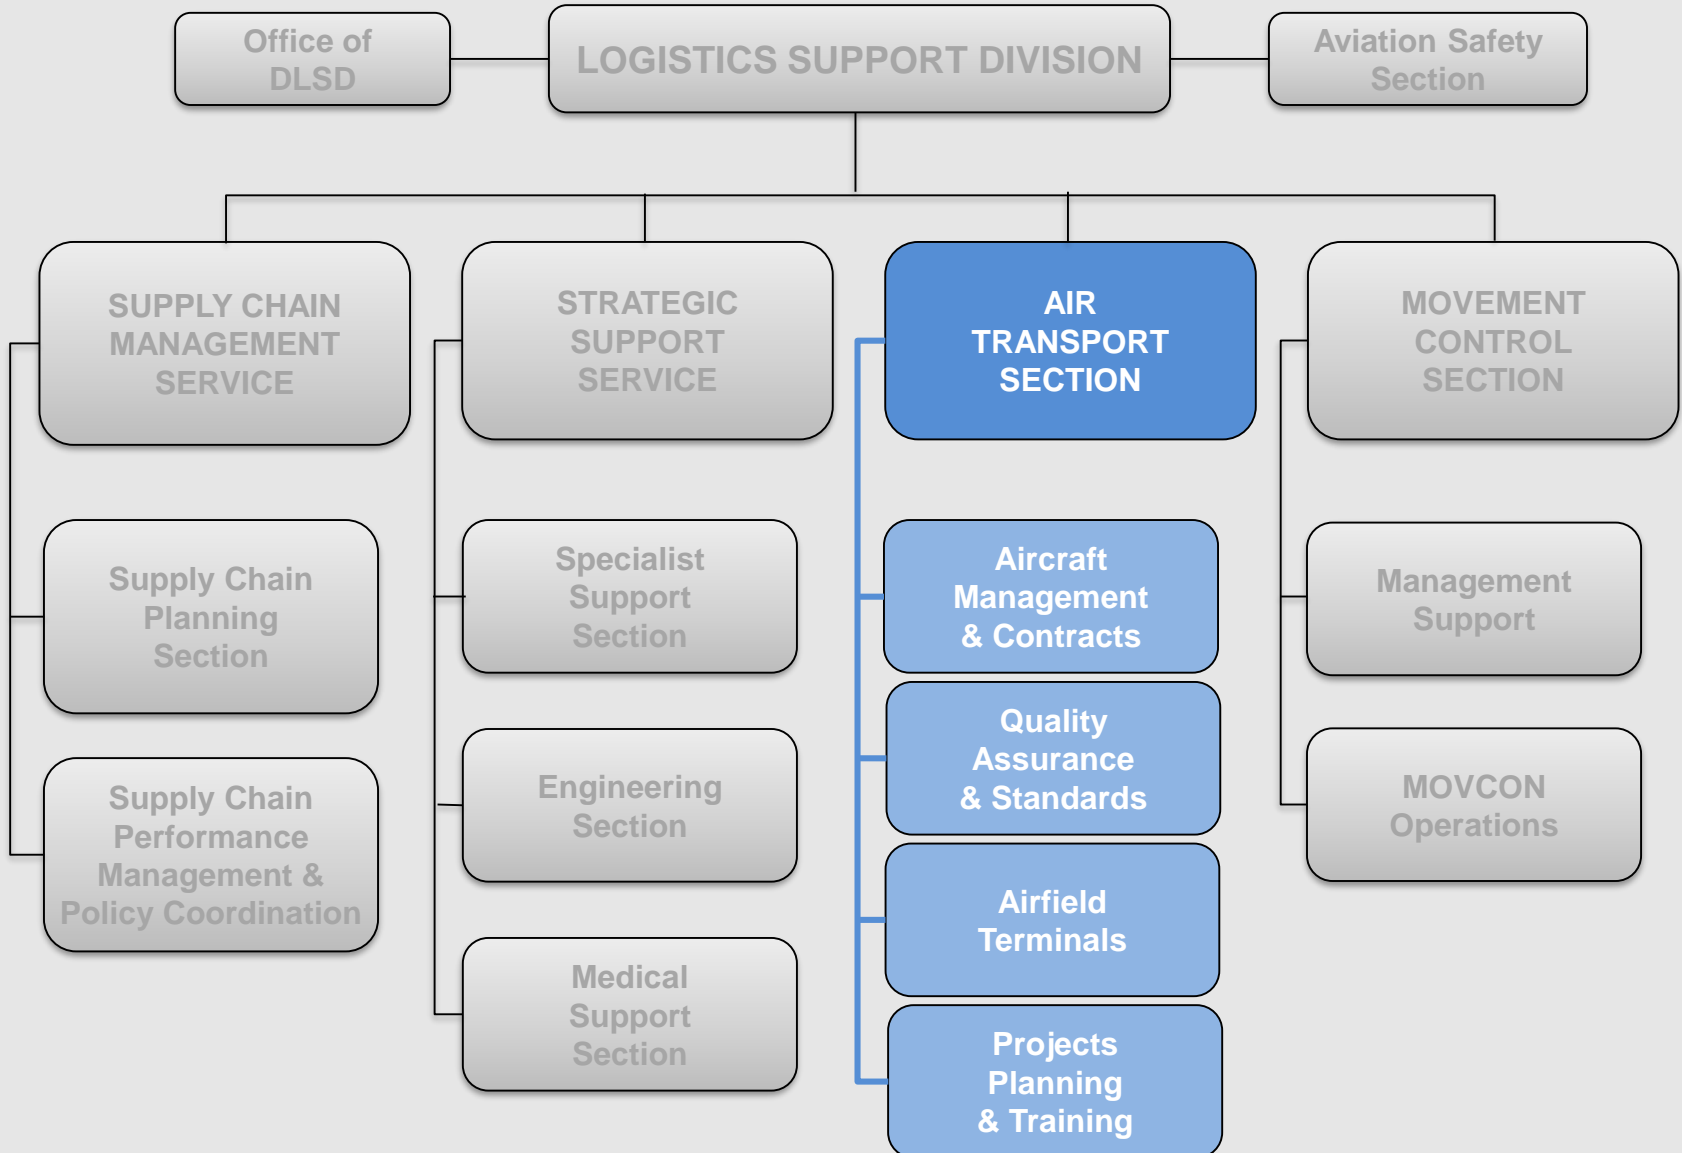 Office of
DLSD
LOGISTICS SUPPORT DIVISION
Aviation Safety
Section
SUPPLY CHAIN
MANAGEMENT
SERVICE
STRATEGIC
SUPPORT
SERVICE
AIR
TRANSPORT
SECTION
MOVEMENT
CONTROL
SECTION
Supply Chain
Planning
Section
Supply Chain
Performance
Management &
Policy Coordination
Specialist
Support
Section
Engineering
Section
Medical
Support
Section
Aircraft
Management
& Contracts
Quality
Assurance
& Standards
Airfield
Terminals
Projects
Planning
& Training
Management
Support
MOVCON
Operations